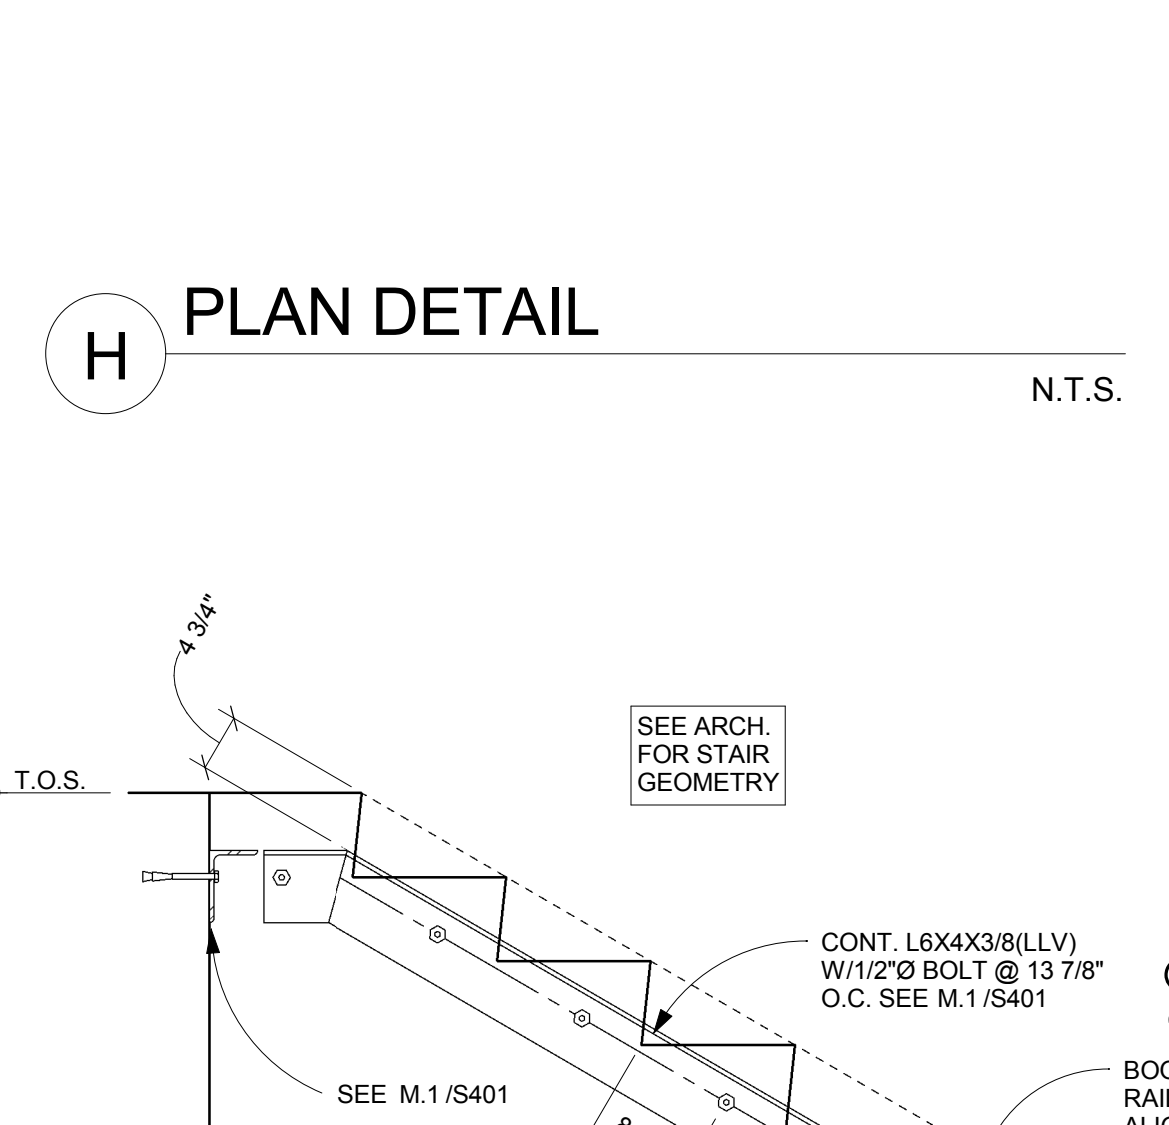 H
PLAN DETAIL
N.T.S.
4 3/4"
SEE ARCH.
FOR STAIR
GEOMETRY
T.O.S.
CONT. L6X4X3/8(LLV)
W/1/2"Ø BOLT @ 13 7/8"
O.C. SEE M.1 /S401
SEE M.1 /S401